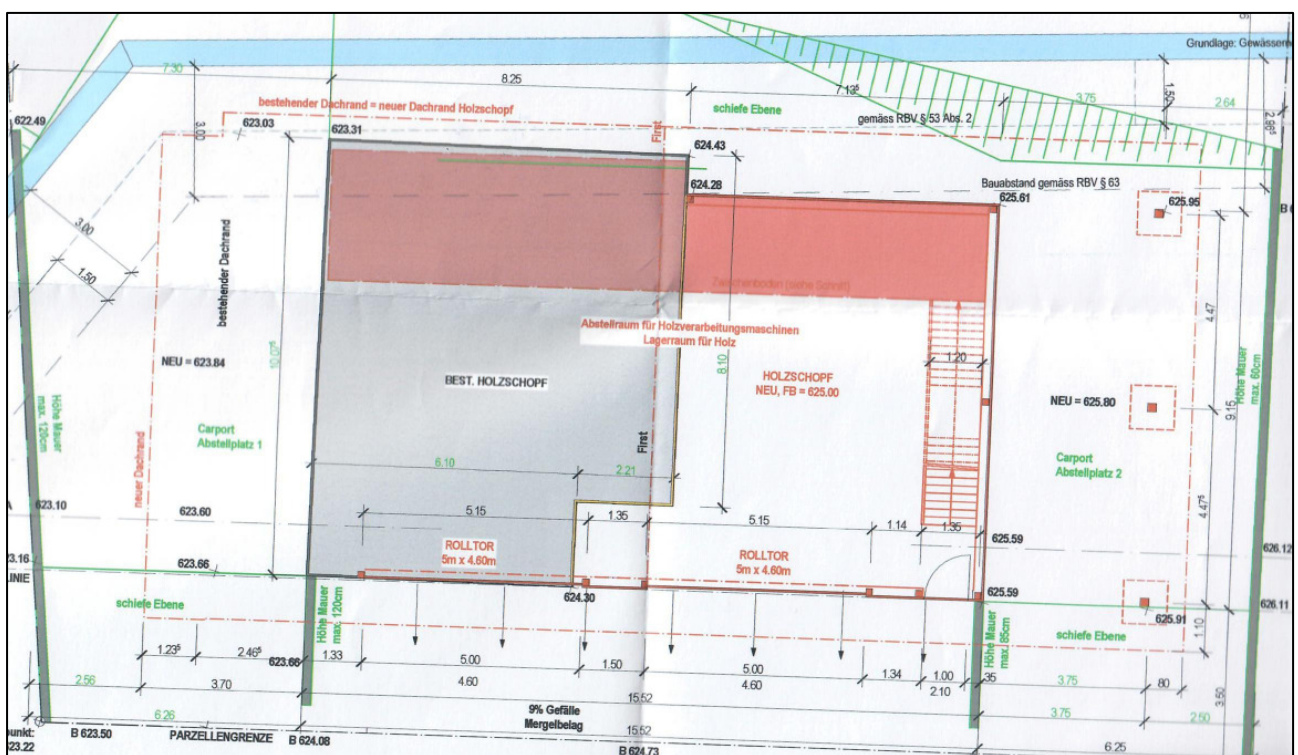 Grundlage: Gewässer
7.30
8.25
7.13⁵
3.75
2.64
1.50
2.96⁵
bestehender Dachrand = neuer Dachrand Holzschopf
schiefe Ebene
gemäss RBV § 53 Abs. 2
622.49
3.00
623.03
623.31
First
624.43
624.28
Bauabstand gemäss RBV § 63
625.61
625.95
3.00
1.50
bestehender Dachrand
Zwischenboden (siehe Schnitt)
4.47
Abstellraum für Holzverarbeitungsmaschinen
Lagerraum für Holz
10.07⁵
8.10
1.20
NEU = 623.84
BEST. HOLZSCHOPF
HOLZSCHOPF
NEU, FB = 625.00
NEU = 625.80
9.15
Höhe Mauer
max. 60cm
Höhe Mauer
max. 120cm
neuer Dachrand
Carport
Abstellplatz 1
First
Carport
Abstellplatz 2
6.10
2.21
4.47⁵
A
623.10
623.60
5.15
1.35
5.15
1.14
1.35
625.59
626.12
ROLLTOR
5m x 4.60m
ROLLTOR
5m x 4.60m
23.16
LINIE
623.66
624.30
625.59
626.11
625.91
schiefe Ebene
Höhe Mauer
max. 120cm
Höhe Mauer
max. 85cm
schiefe Ebene
1.10
1.23⁵
2.46⁵
623.66
1.33
5.00
1.50
5.00
1.34
1.00
35
3.75
80
2.56
3.70
4.60
4.60
2.10
3.50
15.52
6.26
9% Gefälle
Mergelbelag
3.75
2.50
15.52
punkt:
23.22
B 623.50
PARZELLENGRENZE
B 624.08
B 624.73
6.25